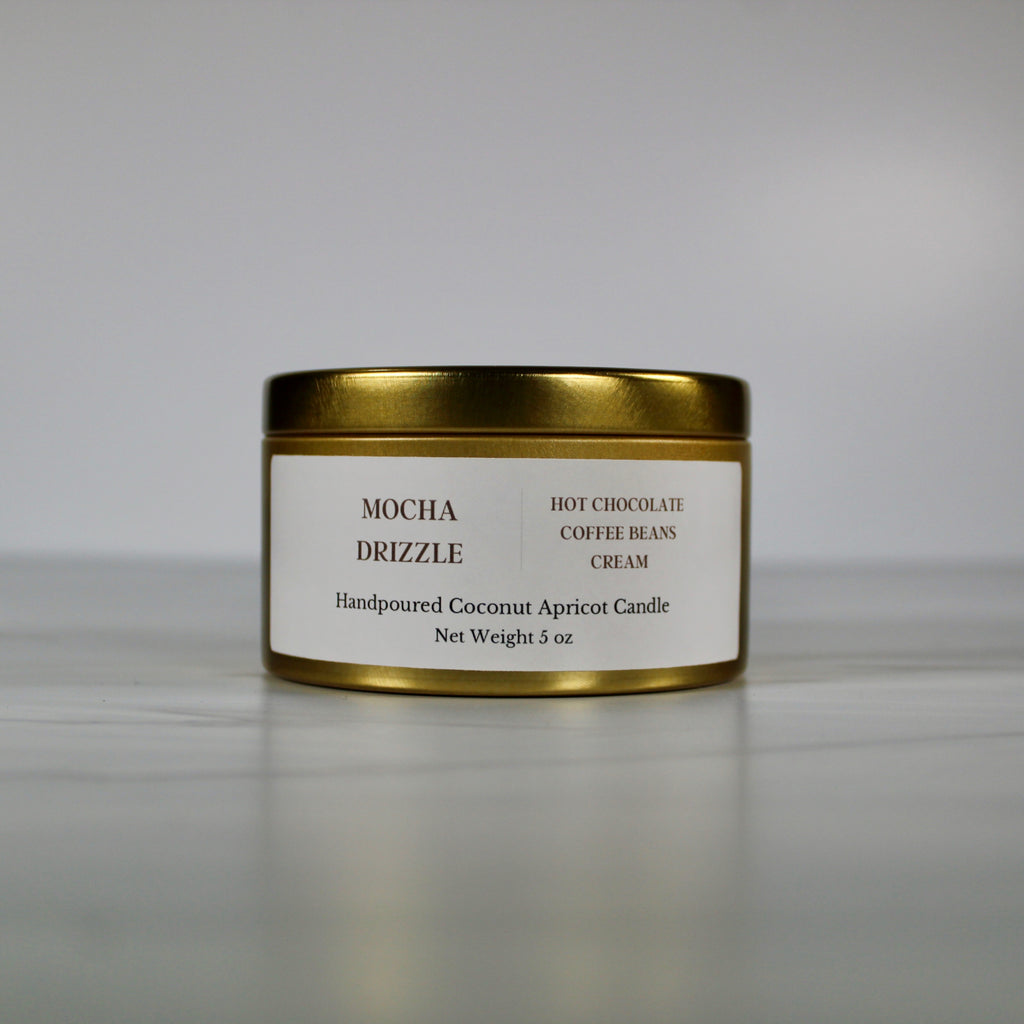 MOCHA
DRIZZLE
HOT CHOCOLATE
COFFEE BEANS
CREAM
Handpoured Coconut Apricot Candle
Net Weight 5 oz